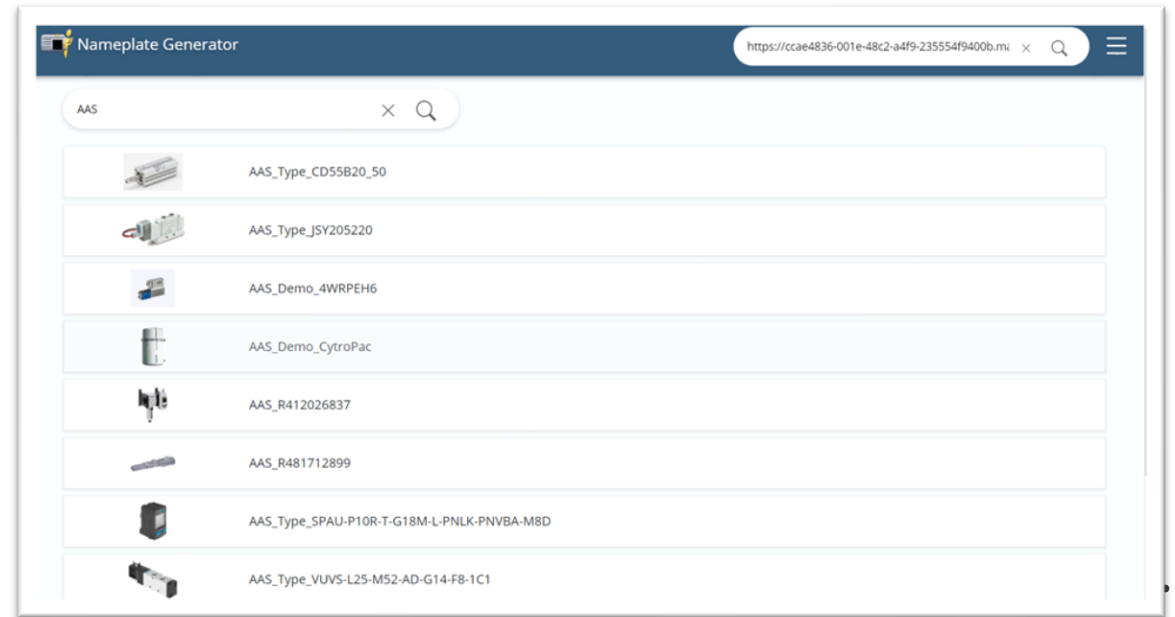 Nameplate Generator
https://ccae4836-001e-48c2-a4f9-235554f9400b.ma
AAS
AAS_Type_CD55B20_50
AAS_Type_JSY205220
AAS_Demo_4WRPEH6
AAS_Demo_CytroPac
AAS_R412026837
AAS_R481712899
AAS_Type_SPAU-P10R-T-G18M-L-PNLK-PNVBA-M8D
AAS_Type_VUVS-L25-M52-AD-G14-F8-1C1